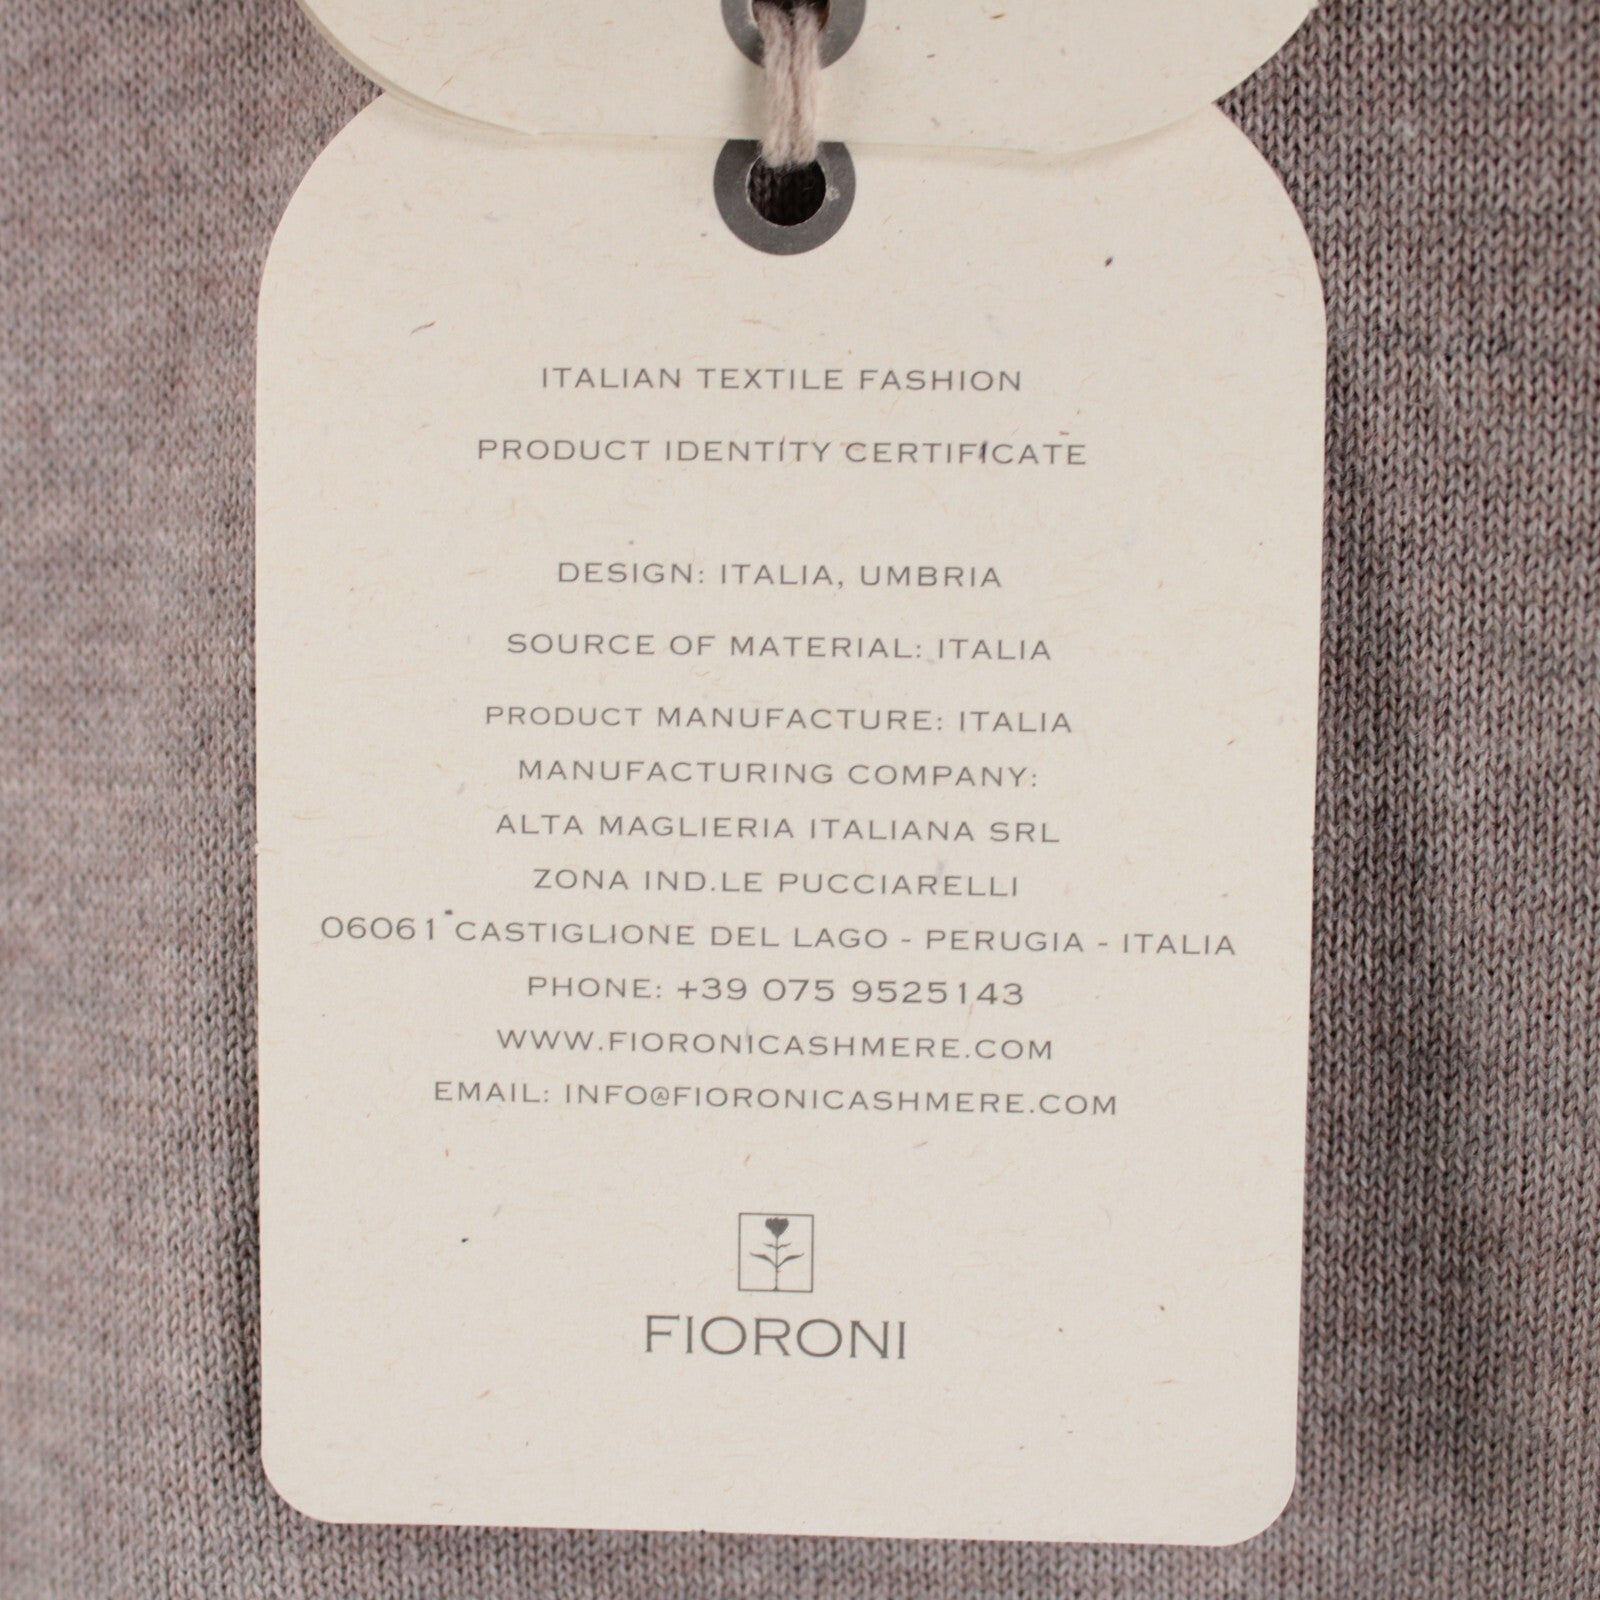 ITALIAN TEXTILE FASHION
PRODUCT IDENTITY CERTIFICATE
DESIGN: ITALIA, UMBRIA
SOURCE OF MATERIAL: ITALIA
PRODUCT MANUFACTURE: ITALIA
MANUFACTURING COMPANY:
ALTA MAGLIERIA ITALIANA SRL
ZONA IND.LE PUCCIARELLI
06061 CASTIGLIONE DEL LAGO - PERUGIA - ITALIA
PHONE: +39 075 9525143
WWW.FIORONICASHMERE.COM
EMAIL: INFO@FIORONICASHMERE.COM
FIORONI